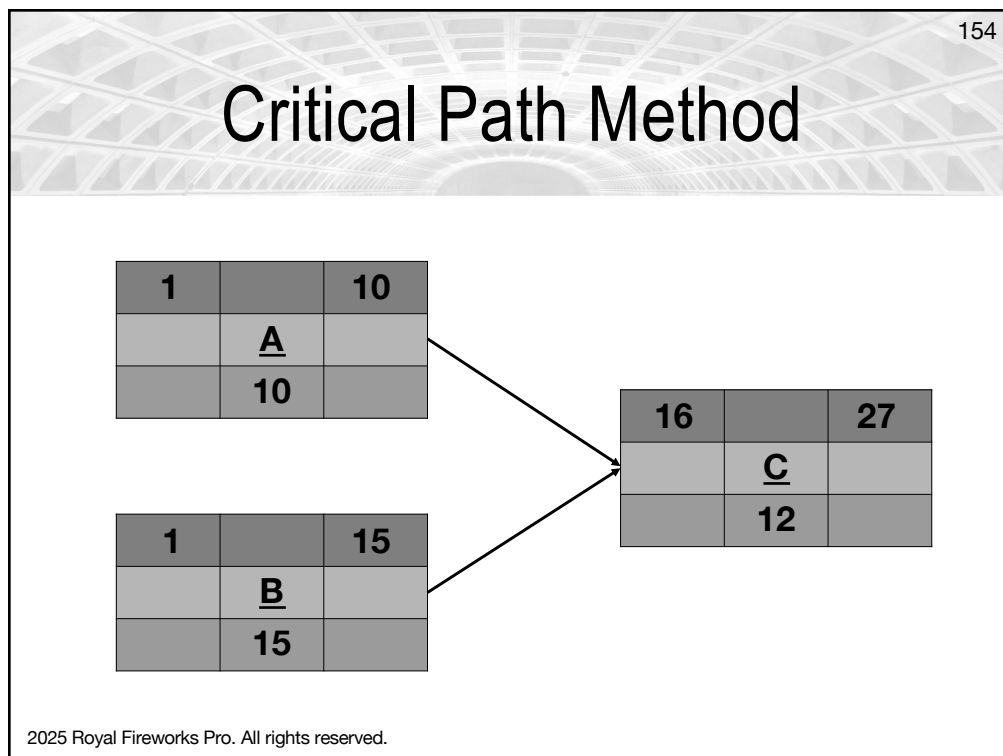 154
Critical Path Method
1 10
A
10
16 27
C
12
1 15
B
15
2025 Royal Fireworks Pro. All rights reserved.